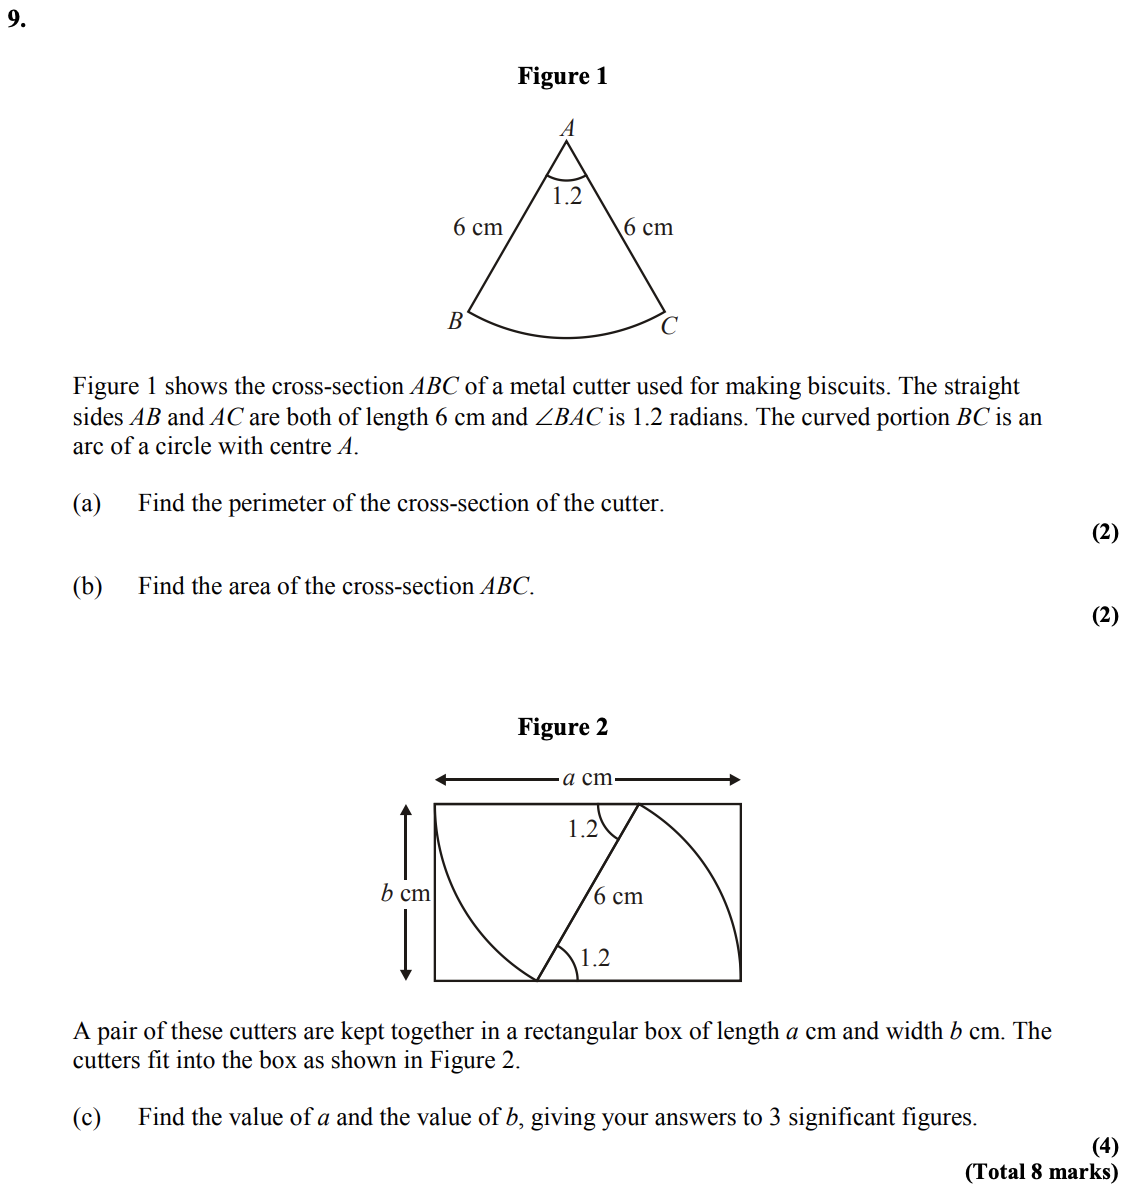 9.
Figure 1
A
1.2
6 cm
6 cm
B
C
Figure 1 shows the cross-section ABC of a metal cutter used for making biscuits. The straight
sides AB and AC are both of length 6 cm and ∠BAC is 1.2 radians. The curved portion BC is an
arc of a circle with centre A.
(a) Find the perimeter of the cross-section of the cutter.
(2)
(b) Find the area of the cross-section ABC.
(2)
Figure 2
a cm
1.2
b cm
6 cm
1.2
A pair of these cutters are kept together in a rectangular box of length a cm and width b cm. The
cutters fit into the box as shown in Figure 2.
(c) Find the value of a and the value of b, giving your answers to 3 significant figures.
(4)
(Total 8 marks)